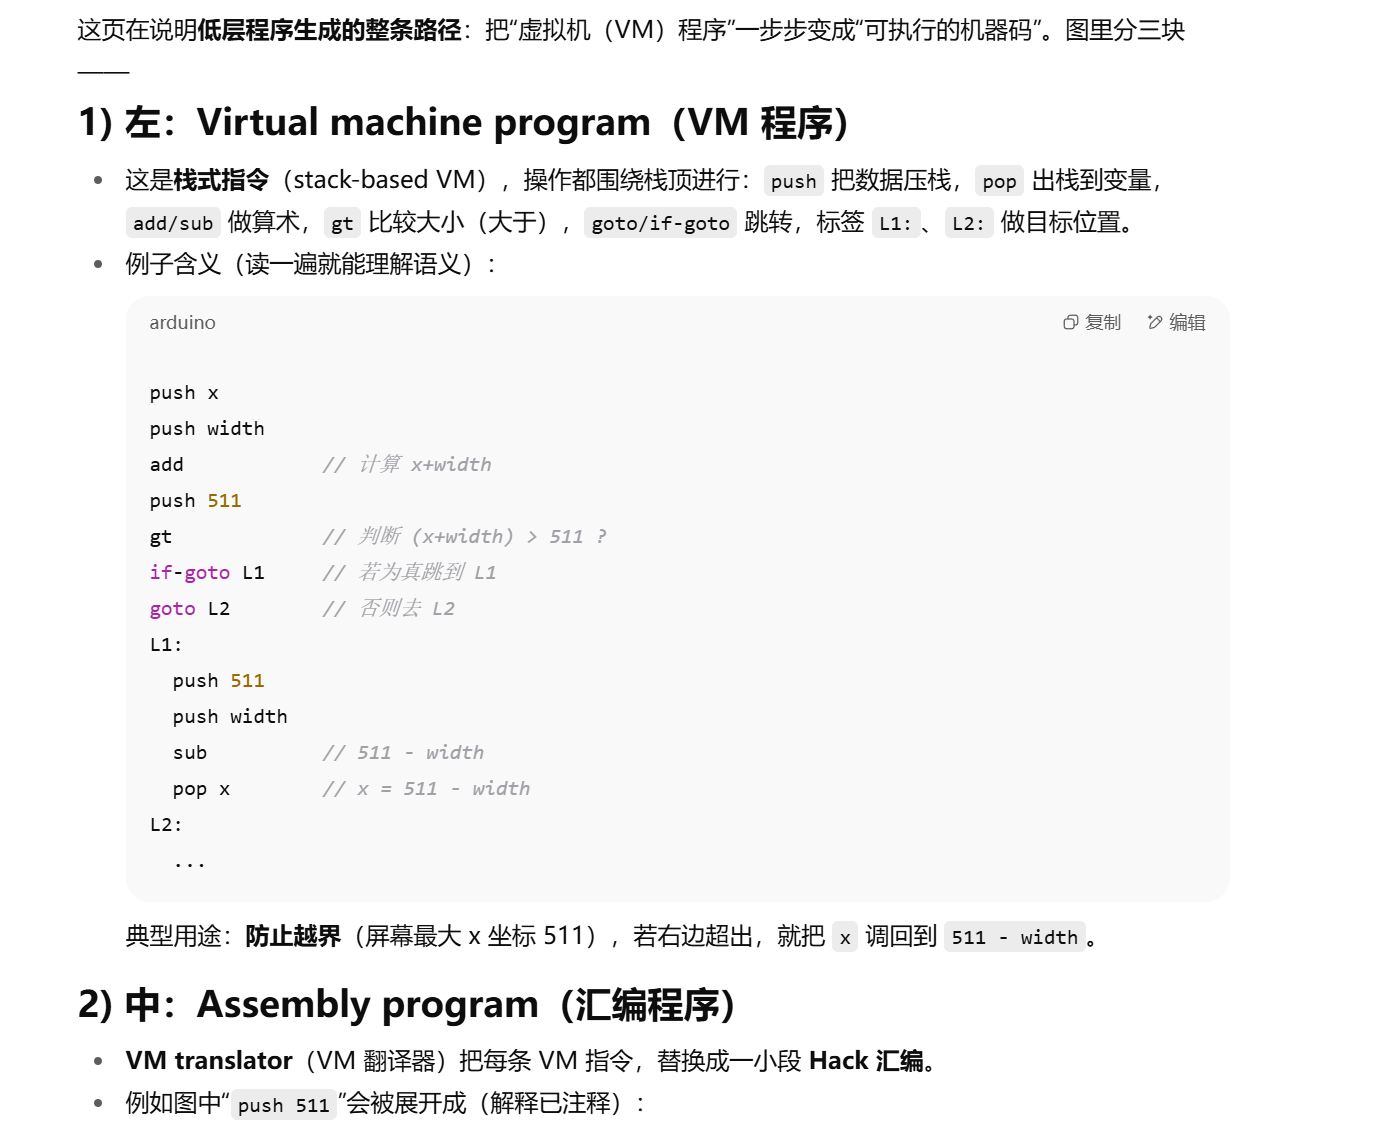 这页在说明低层程序生成的整条路径：把“虚拟机（VM）程序”一步步变成“可执行的机器码”。图里分三块
——
1) 左：Virtual machine program（VM 程序）
• 这是栈式指令（stack-based VM），操作都围绕栈顶进行：push 把数据压栈，pop 出栈到变量，
add/sub 做算术，gt 比较大小（大于），goto/if-goto 跳转，标签 L1:、L2: 做目标位置。
• 例子含义（读一遍就能理解语义）：
arduino 复制 编辑
push x
push width
add // 计算 x+width
push 511
gt // 判断 (x+width) > 511 ?
if-goto L1 // 若为真跳到 L1
goto L2 // 否则去 L2
L1:
push 511
push width
sub // 511 - width
pop x // x = 511 - width
L2:
...
典型用途：防止越界（屏幕最大 x 坐标 511），若右边超出，就把 x 调回到 511 - width。
2) 中：Assembly program（汇编程序）
• VM translator（VM 翻译器）把每条 VM 指令，替换成一小段 Hack 汇编。
• 例如图中“push 511”会被展开成（解释已注释）：